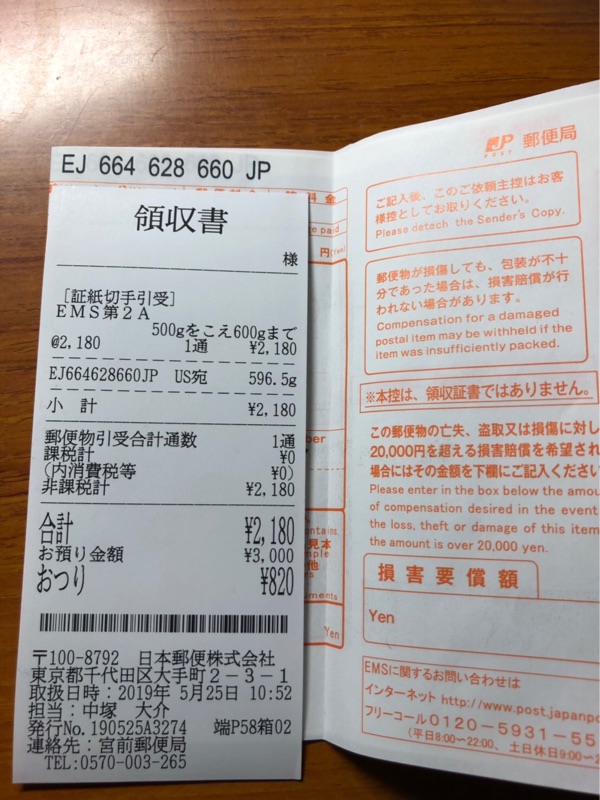 EJ 664 628 660 JP
料 金
e paid
円(Yen)
領収書
様
[証紙切手引受]
EMS第2A
500gをこえ600gまで
@2,180 1通 ¥2,180
EJ664628660JP US宛 596.5g
小 計 ¥2,180
郵便物引受合計通数 1通
課税計 ¥0
(内消費税等 ¥0)
非課税計 ¥2,180
合計 ¥2,180
お預り金額 ¥3,000
おつり ¥820
〒100-8792 日本郵便株式会社
東京都千代田区大手町2-3-1
取扱日時:2019年 5月25日 10:52
担当:中塚 大介
発行No.190525A3274 端P58箱02
連絡先:宮前郵便局
TEL:0570-003-265
JP 郵便局
POST
ご記入後、このご依頼主控はお客
様控としてお取りください。
Please detach the Sender's Copy.
郵便物が損傷しても、包装が不十
分であった場合は、損害賠償が行
われない場合があります。
Compensation for a damaged
postal item may be withheld if the
item was insufficiently packed.
※本控は、領収証書ではありません。
この郵便物の亡失、盗取又は損傷に対し
20,000円を超える損害賠償を希望され
場合にはその金額を下欄にご記入ください
Please enter in the box below the amou
of compensation desired in the event
the loss, theft or damage of this item
the amount is over 20,000 yen.
損害要償額
Yen
EMSに関するお問い合わせは
インターネット http://www.post.japanpo
フリーコール 0120-5931-55
(平日8:00~22:00、土日休日9:00~2
mber
ontains.
見本
mple
他
uments
Yen